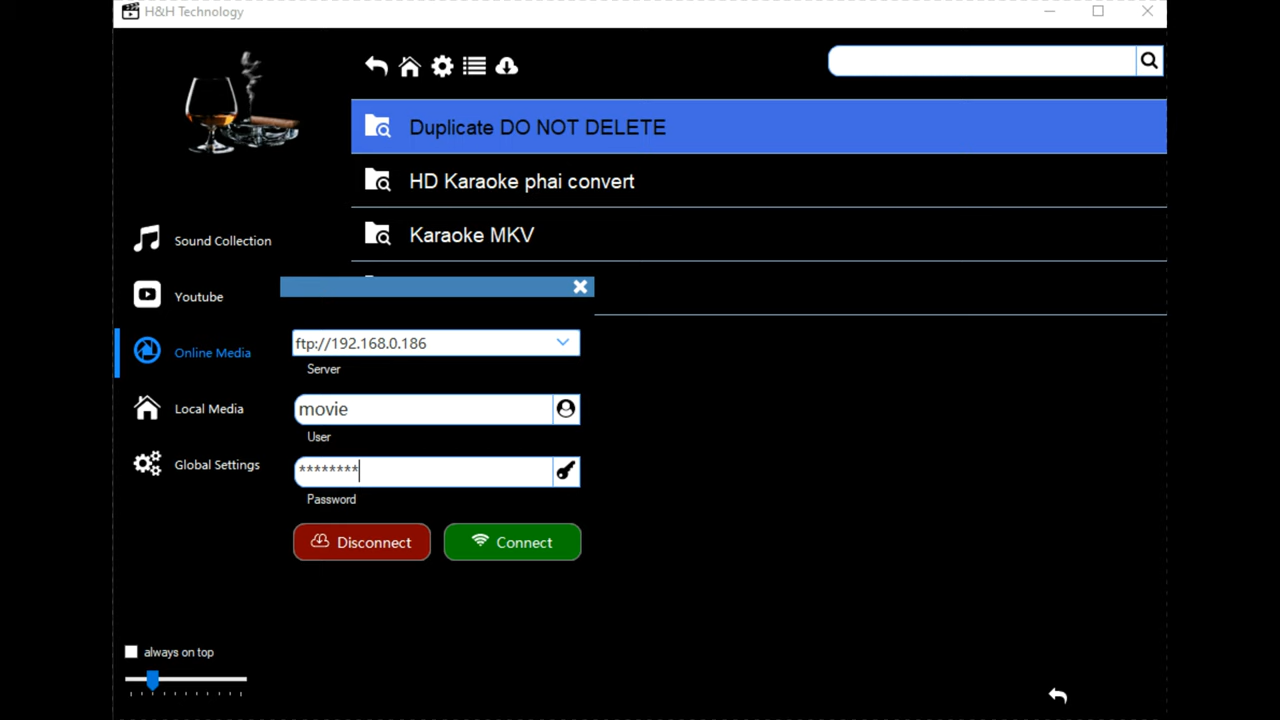 H&H Technology
Duplicate DO NOT DELETE
HD Karaoke phai convert
Karaoke MKV
Sound Collection
Youtube
Online Media
Local Media
Global Settings
ftp://192.168.0.186
Server
movie
User
********
Password
Disconnect
Connect
always on top